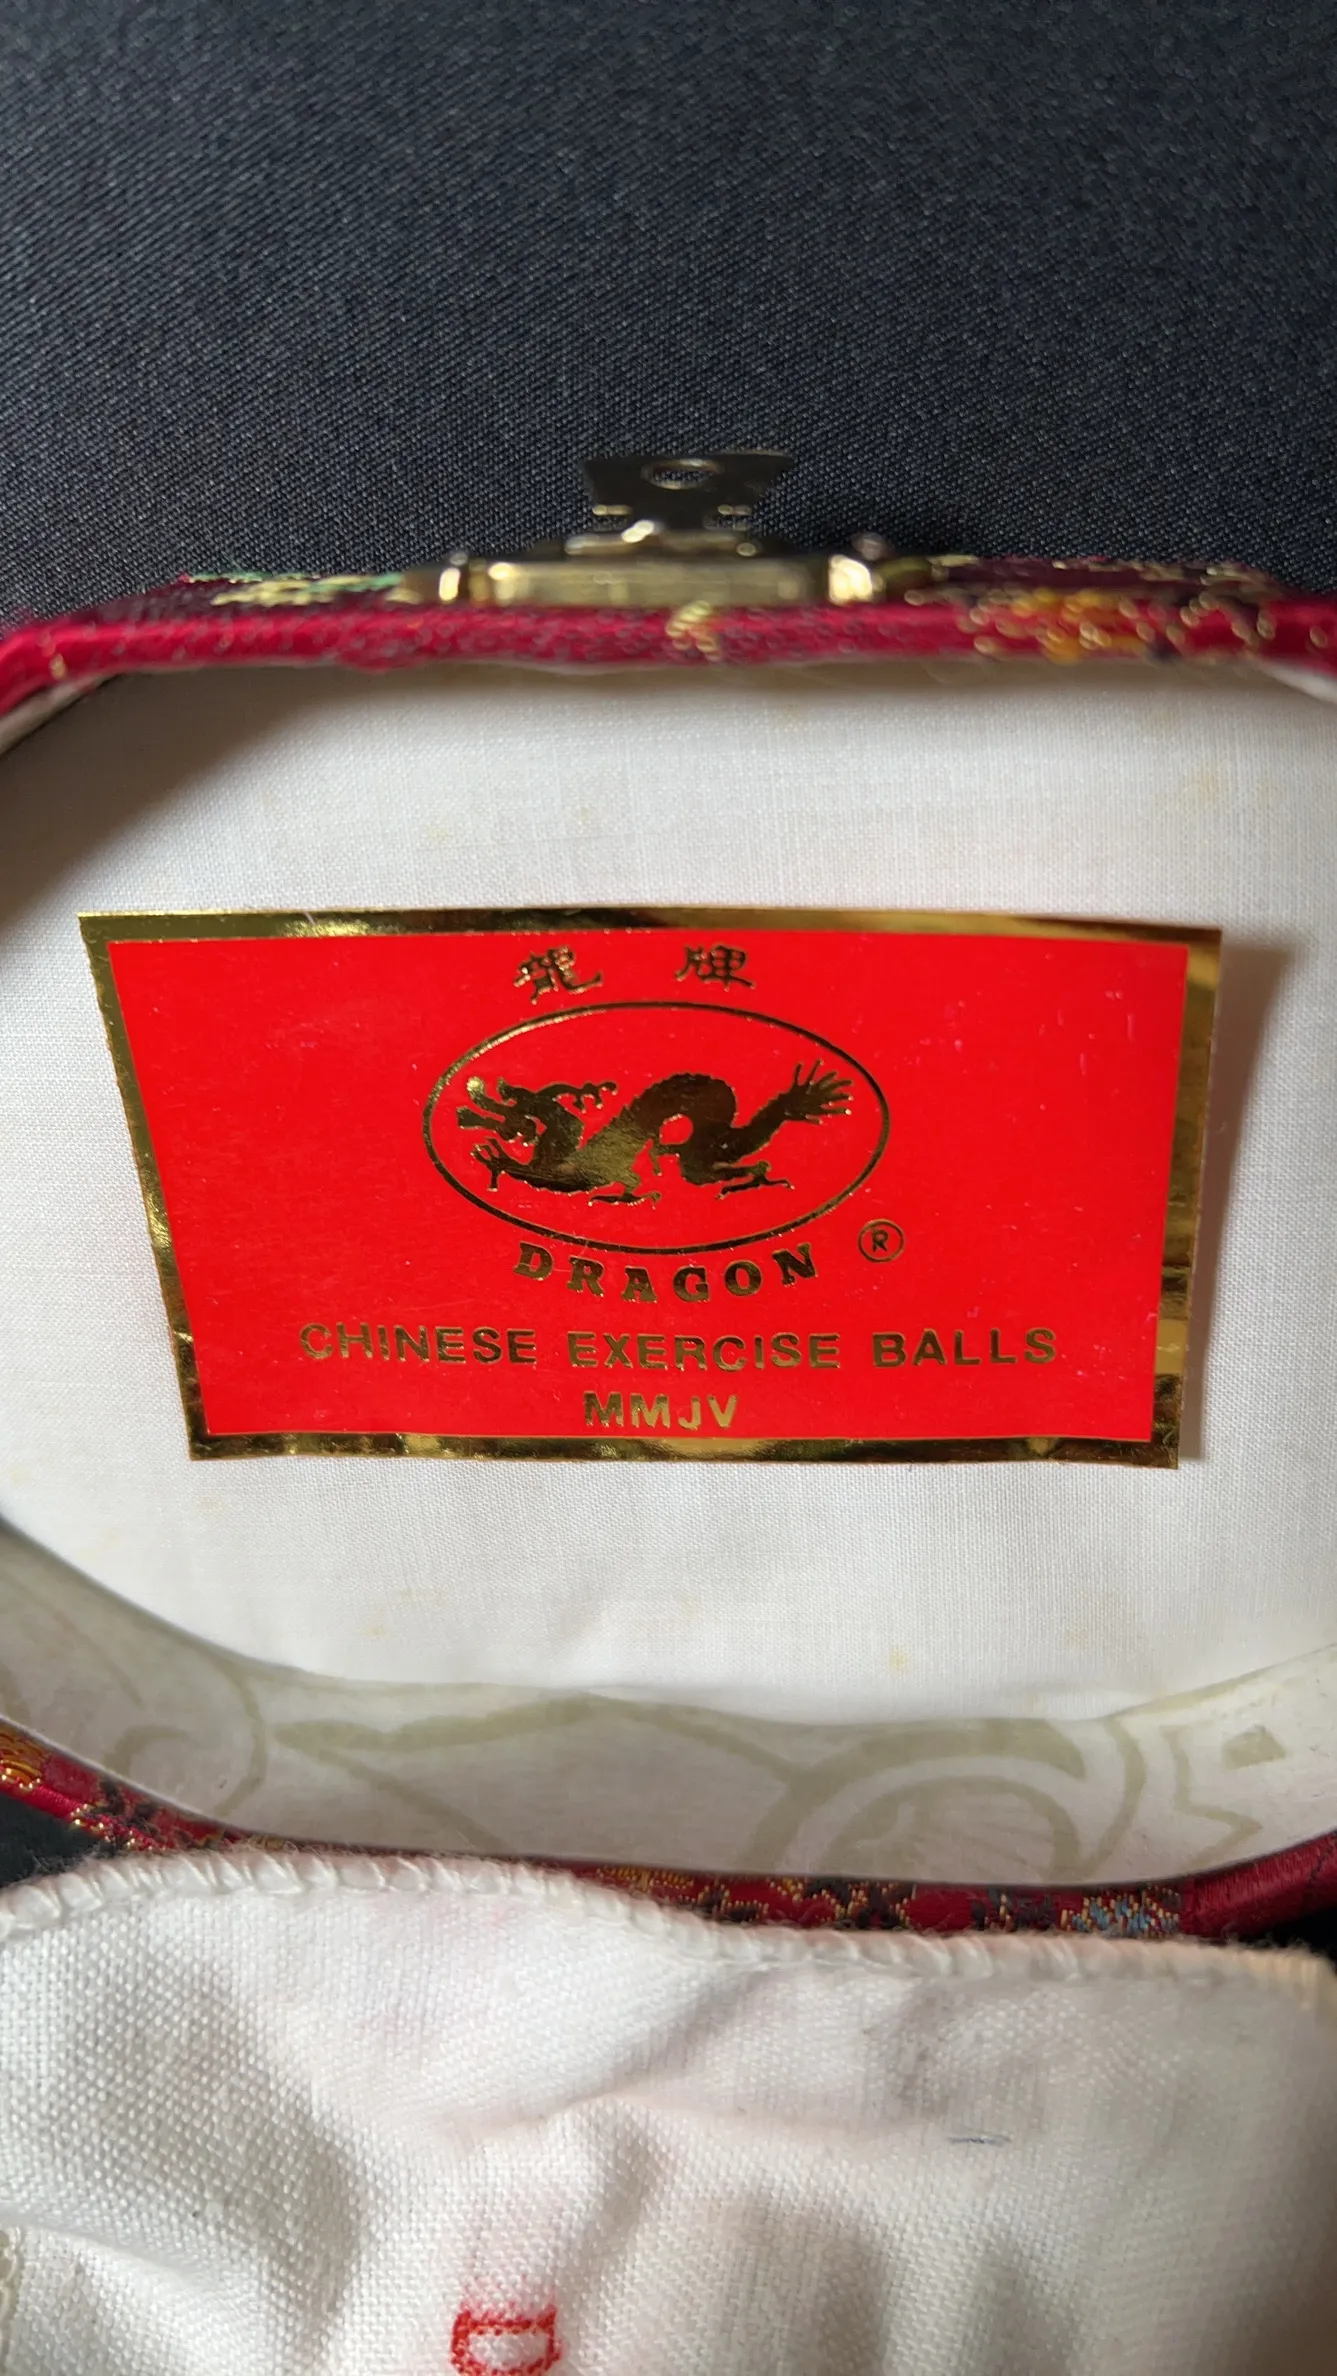 龍牌
DRAGON ®
CHINESE EXERCISE BALLS
MMJV